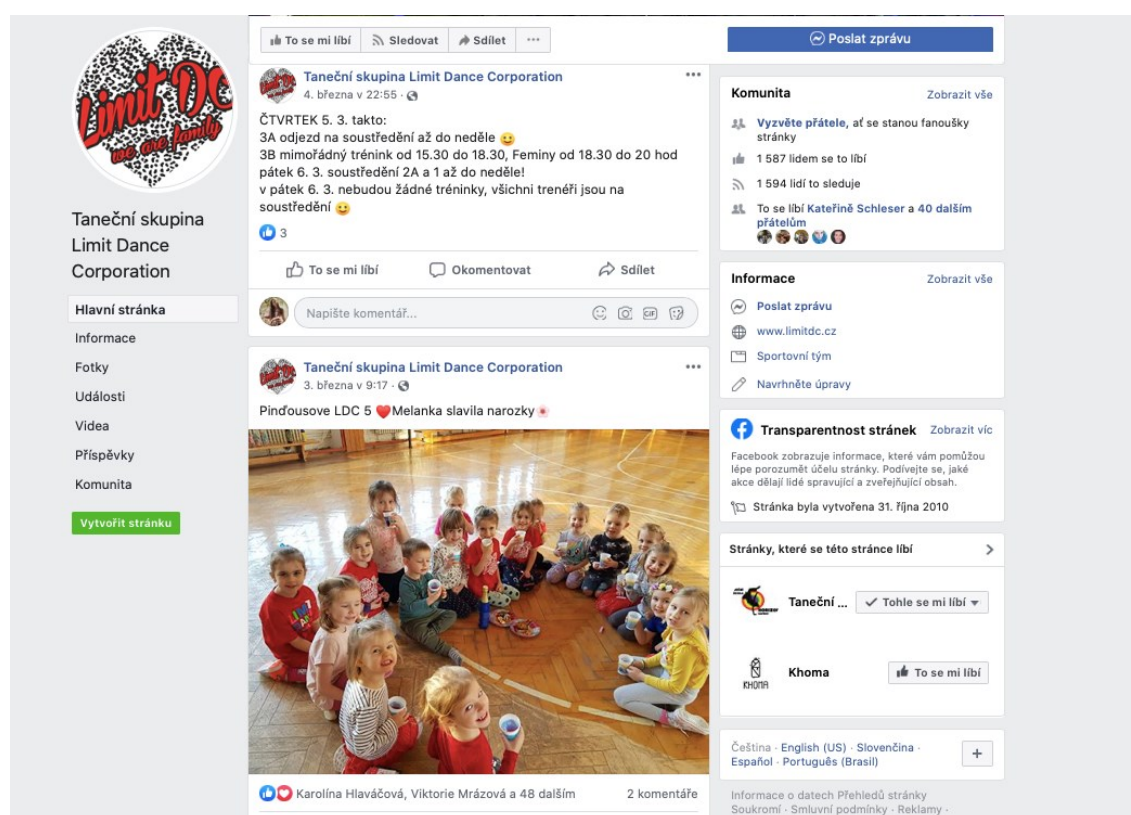 Limit DC
we are family
Taneční skupina
Limit Dance
Corporation
Hlavní stránka
Informace
Fotky
Události
Videa
Příspěvky
Komunita
Vytvořit stránku
To se mi líbí
Sledovat
Sdílet
Taneční skupina Limit Dance Corporation
4. března v 22:55 ·
ČTVRTEK 5. 3. takto:
3A odjezd na soustředění až do neděle 😉
3B mimořádný trénink od 15.30 do 18.30, Feminy od 18.30 do 20 hod
pátek 6. 3. soustředění 2A a 1 až do neděle!
v pátek 6. 3. nebudou žádné tréninky, všichni trenéři jsou na
soustředění 😉
3
To se mi líbí
Okomentovat
Sdílet
Napište komentář...
GIF
Taneční skupina Limit Dance Corporation
3. března v 9:17 ·
Pinďousove LDC 5 ❤️Melanka slavila narozky🌸
Karolína Hlaváčová, Viktorie Mrázová a 48 dalším
2 komentáře
Poslat zprávu
Komunita
Zobrazit vše
Vyzvěte přátele, ať se stanou fanoušky
stránky
1 587 lidem se to líbí
1 594 lidí to sleduje
To se líbí Kateřině Schleser a 40 dalším
přátelům
Informace
Zobrazit vše
Poslat zprávu
www.limitdc.cz
Sportovní tým
Navrhněte úpravy
Transparentnost stránek
Zobrazit víc
Facebook zobrazuje informace, které vám pomůžou
lépe porozumět účelu stránky. Podívejte se, jaké
akce dělají lidé spravující a zveřejňující obsah.
Stránka byla vytvořena 31. října 2010
Stránky, které se této stránce líbí
Taneční ...
Tohle se mi líbí
KHOMA
Khoma
To se mi líbí
Čeština · English (US) · Slovenčina ·
Español · Português (Brasil)
Informace o datech Přehledů stránky
Soukromí · Smluvní podmínky · Reklamy ·